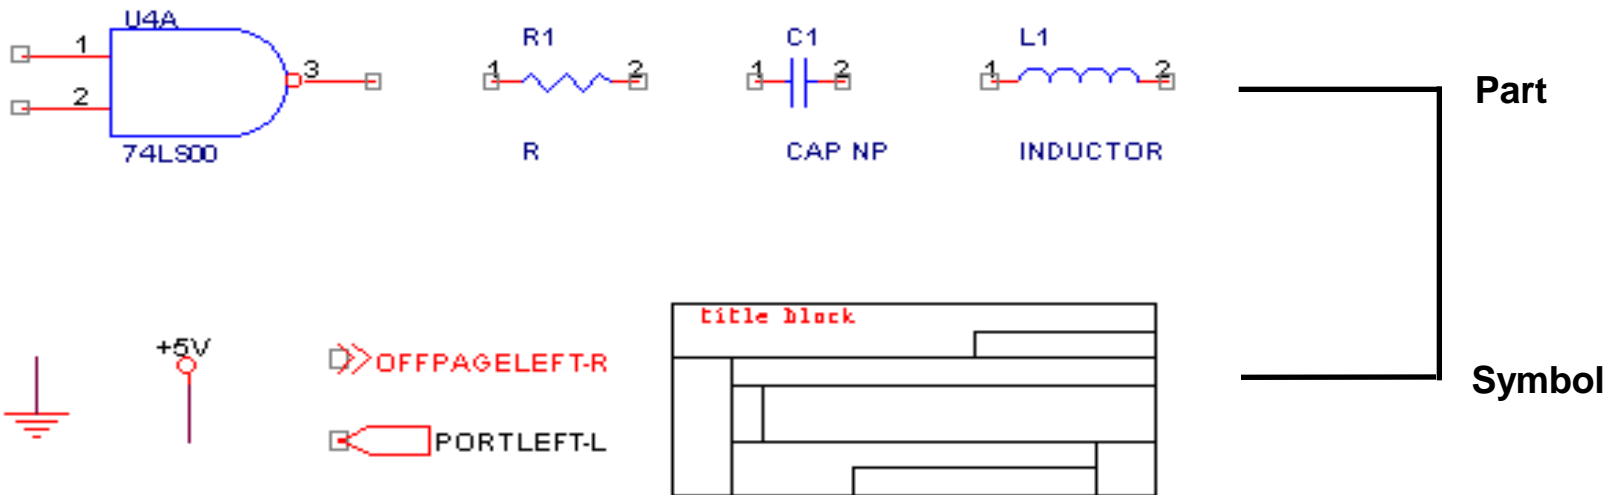 U4A
1
2
3
74LS00
R1
1 2
R
C1
1 2
CAP NP
L1
1 2
INDUCTOR
Part
+5V
OFFPAGELEFT-R
PORTLEFT-L
title block
Symbol